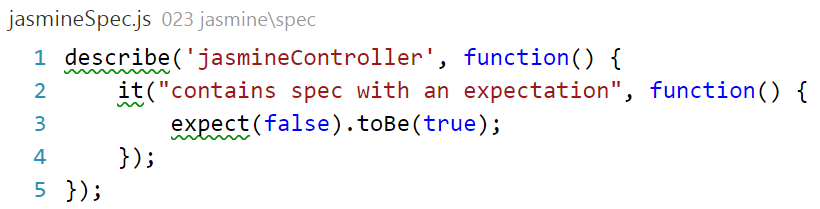 jasmineSpec.js 023 jasmine\spec
1 describe('jasmineController', function() {
2     it("contains spec with an expectation", function() {
3         expect(false).toBe(true);
4     });
5 });